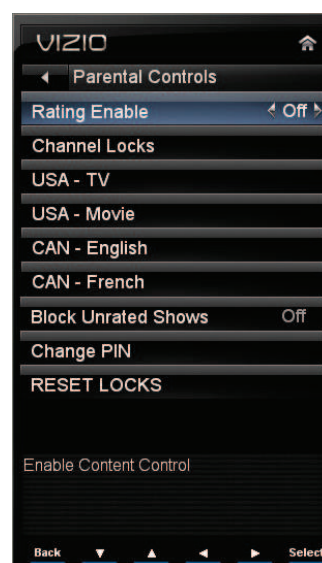 VIZIO
Parental Controls
Rating Enable Off
Channel Locks
USA - TV
USA - Movie
CAN - English
CAN - French
Block Unrated Shows Off
Change PIN
RESET LOCKS
Enable Content Control
Back ▼ ▲ ◄ ► Select